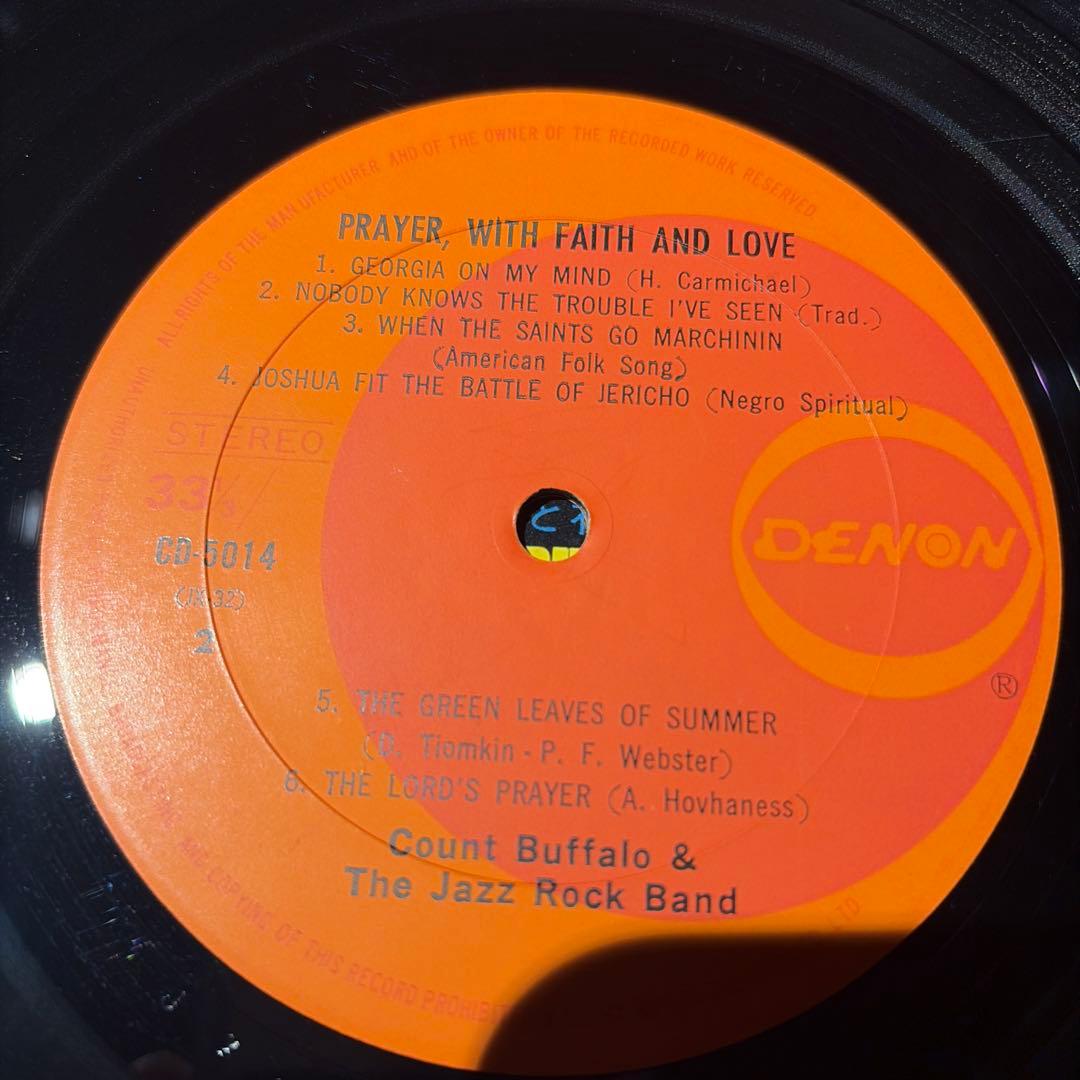 ALL RIGHTS OF THE MANUFACTURER AND OF THE OWNER OF THE RECORDED WORK RESERVED.
PRAYER, WITH FAITH AND LOVE
1. GEORGIA ON MY MIND (H. Carmichael)
2. NOBODY KNOWS THE TROUBLE I'VE SEEN (Trad.)
3. WHEN THE SAINTS GO MARCHININ
(American Folk Song)
4. JOSHUA FIT THE BATTLE OF JERICHO (Negro Spiritual)
STEREO
33⅓
CD-5014
(JX-32)
2
DENON
®
5. THE GREEN LEAVES OF SUMMER
(D. Tiomkin - P. F. Webster)
6. THE LORD'S PRAYER (A. Hovhaness)
Count Buffalo &
The Jazz Rock Band
AND COPYING OF THIS RECORD
LTD